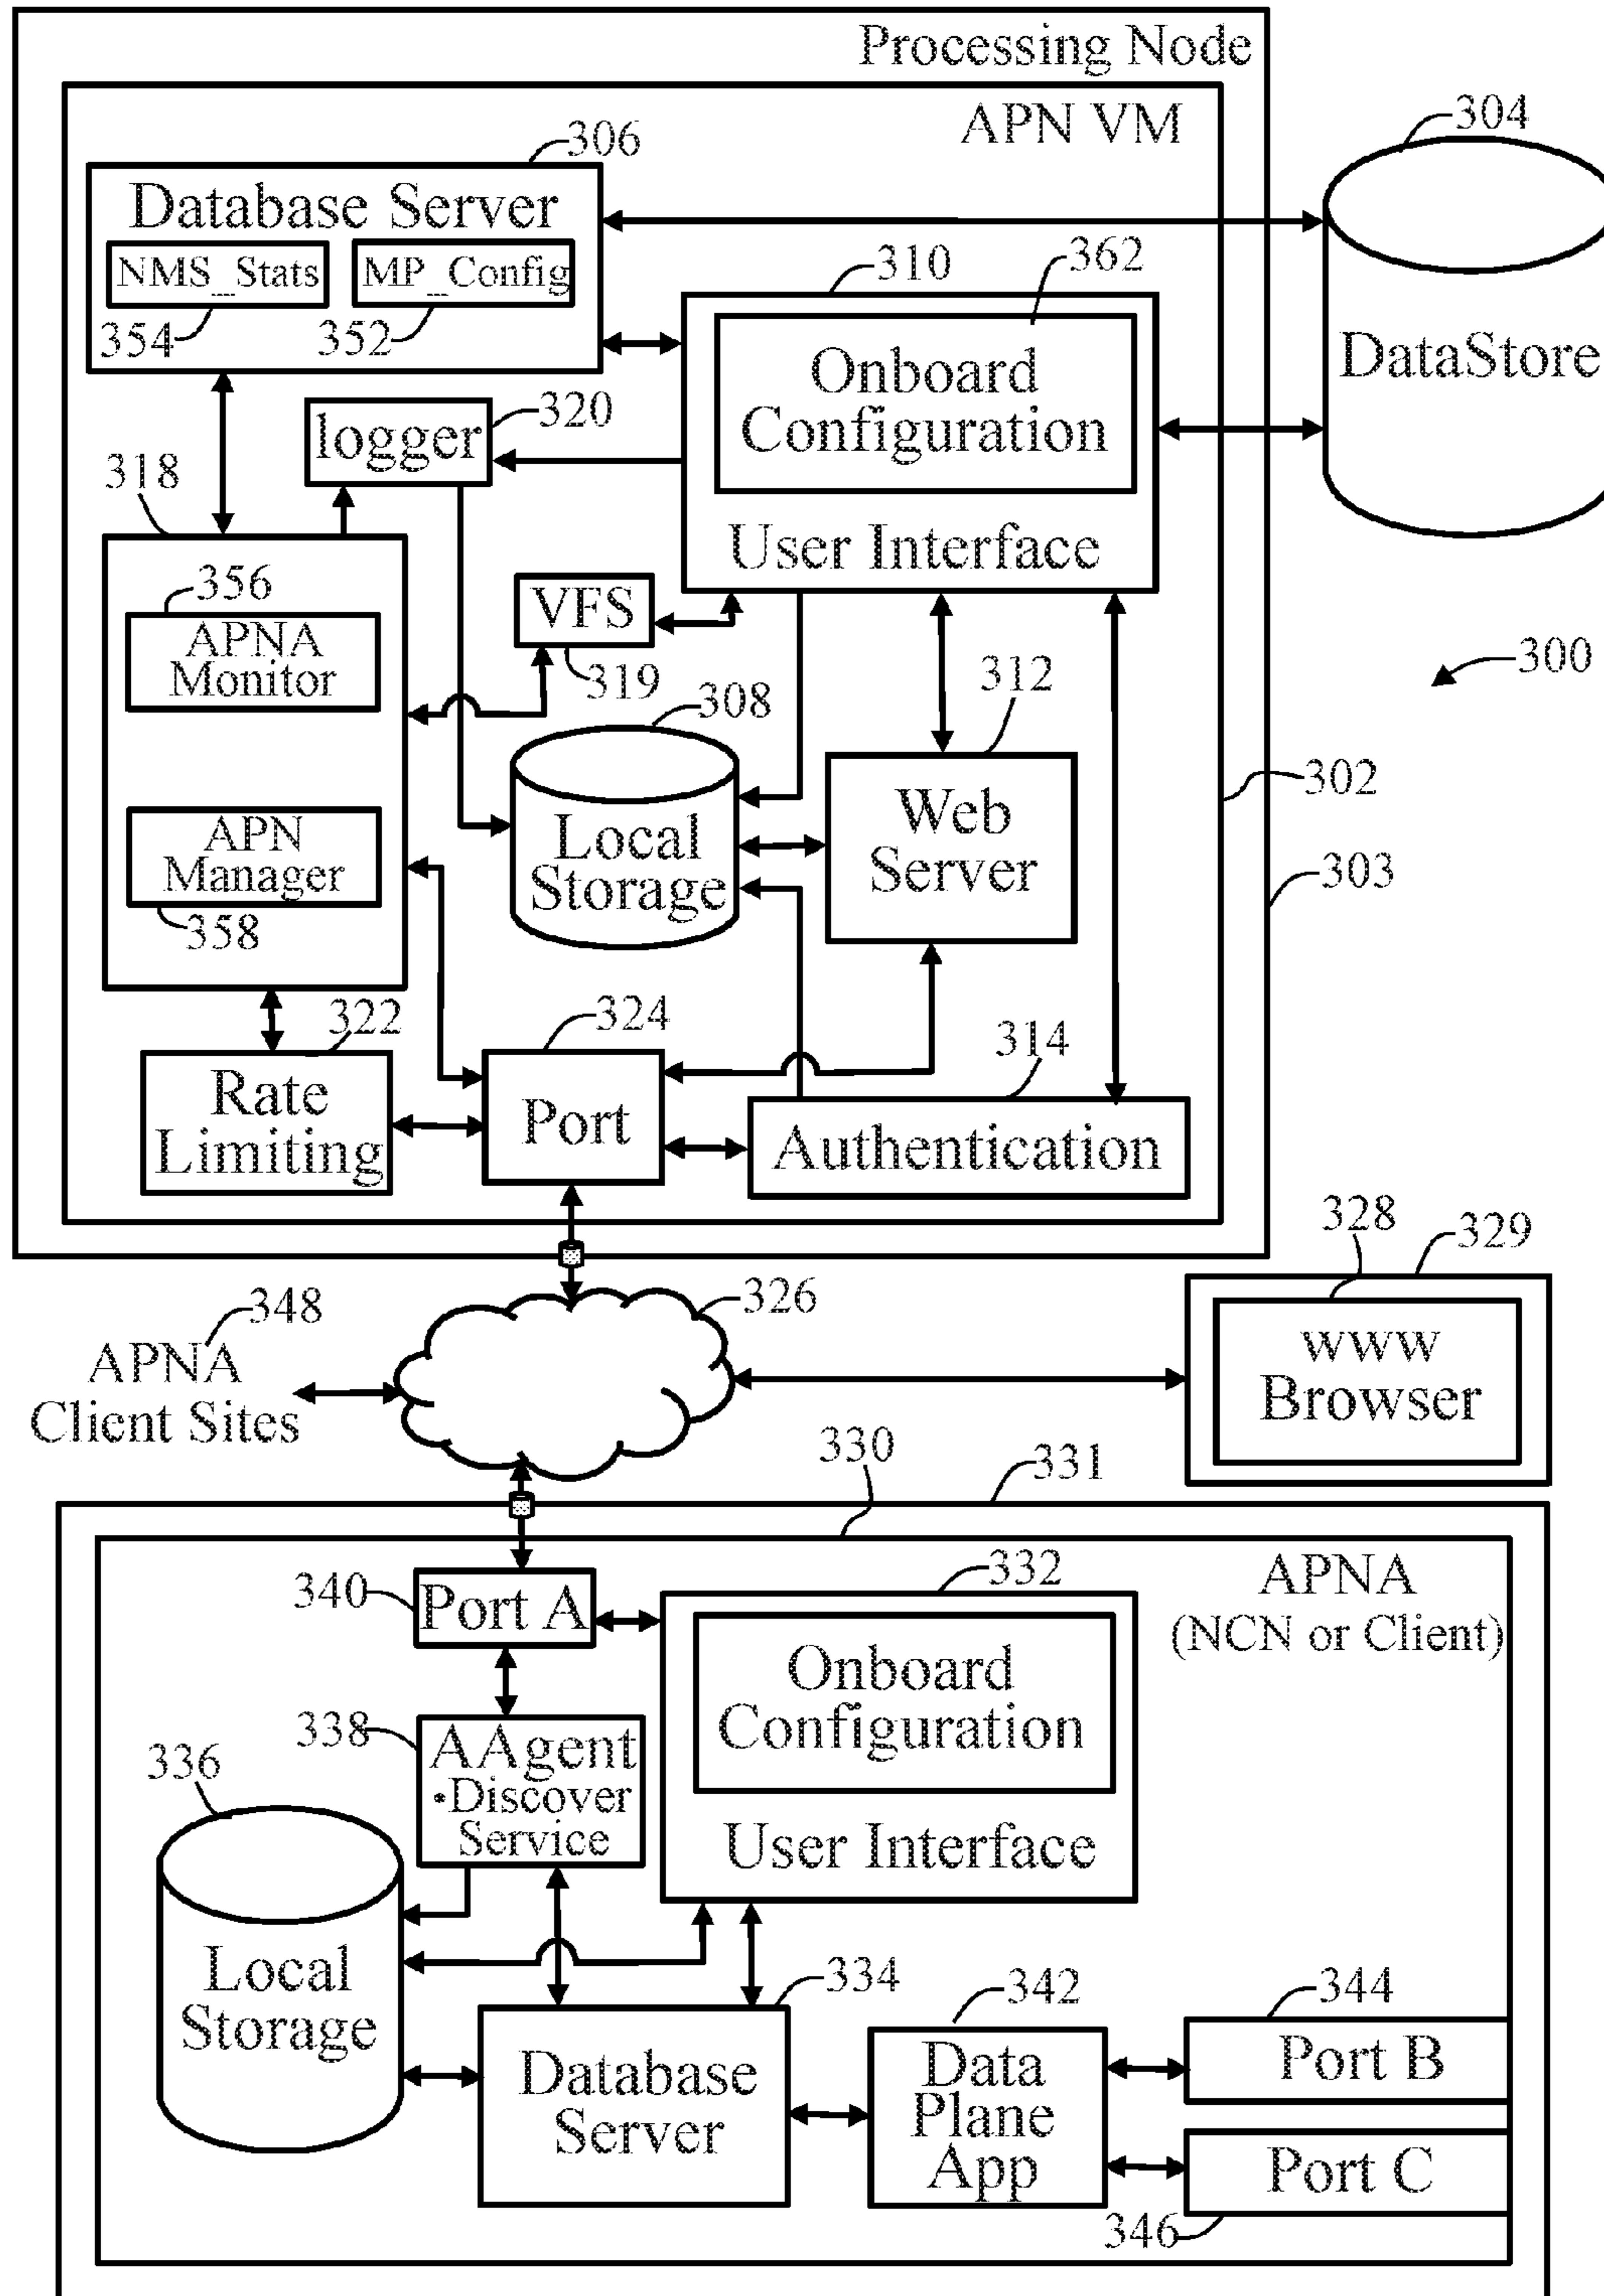 Processing Node
APN VM
304
306
Database Server
NMS_Stats
MP_Config
354
352
310
362
Onboard
Configuration
User Interface
DataStore
320
logger
318
356
APNA
Monitor
VFS
319
300
312
308
302
Local
Storage
Web
Server
APN
Manager
358
303
322
324
314
Rate
Limiting
Port
Authentication
328
329
348
326
APNA
Client Sites
www
Browser
330
331
332
APNA
(NCN or Client)
340
Port A
Onboard
Configuration
User Interface
338
AAgent
•Discover
Service
336
Local
Storage
334
342
344
Database
Server
Data
Plane
App
Port B
Port C
346